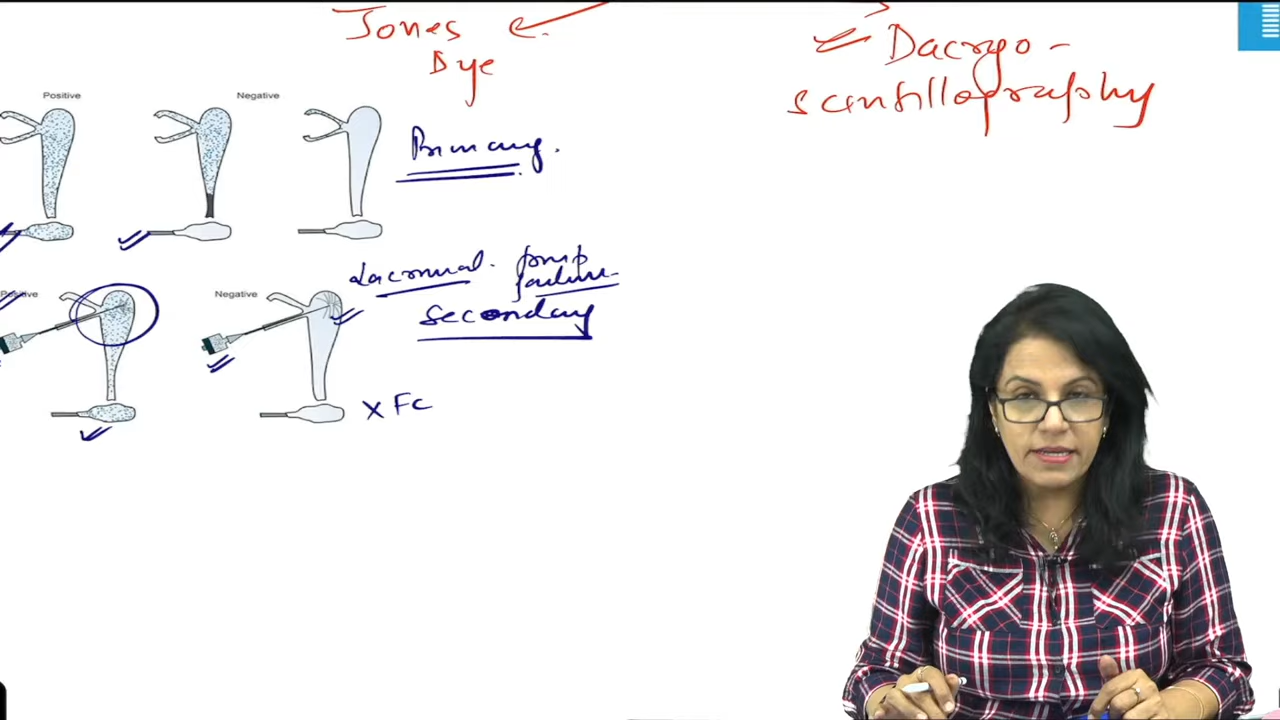 Jones
Dye
Dacryo-
scintillography
Positive
Negative
Primary.
Lacrimal. pump
failure
Positive
Negative
secondary
x Fc